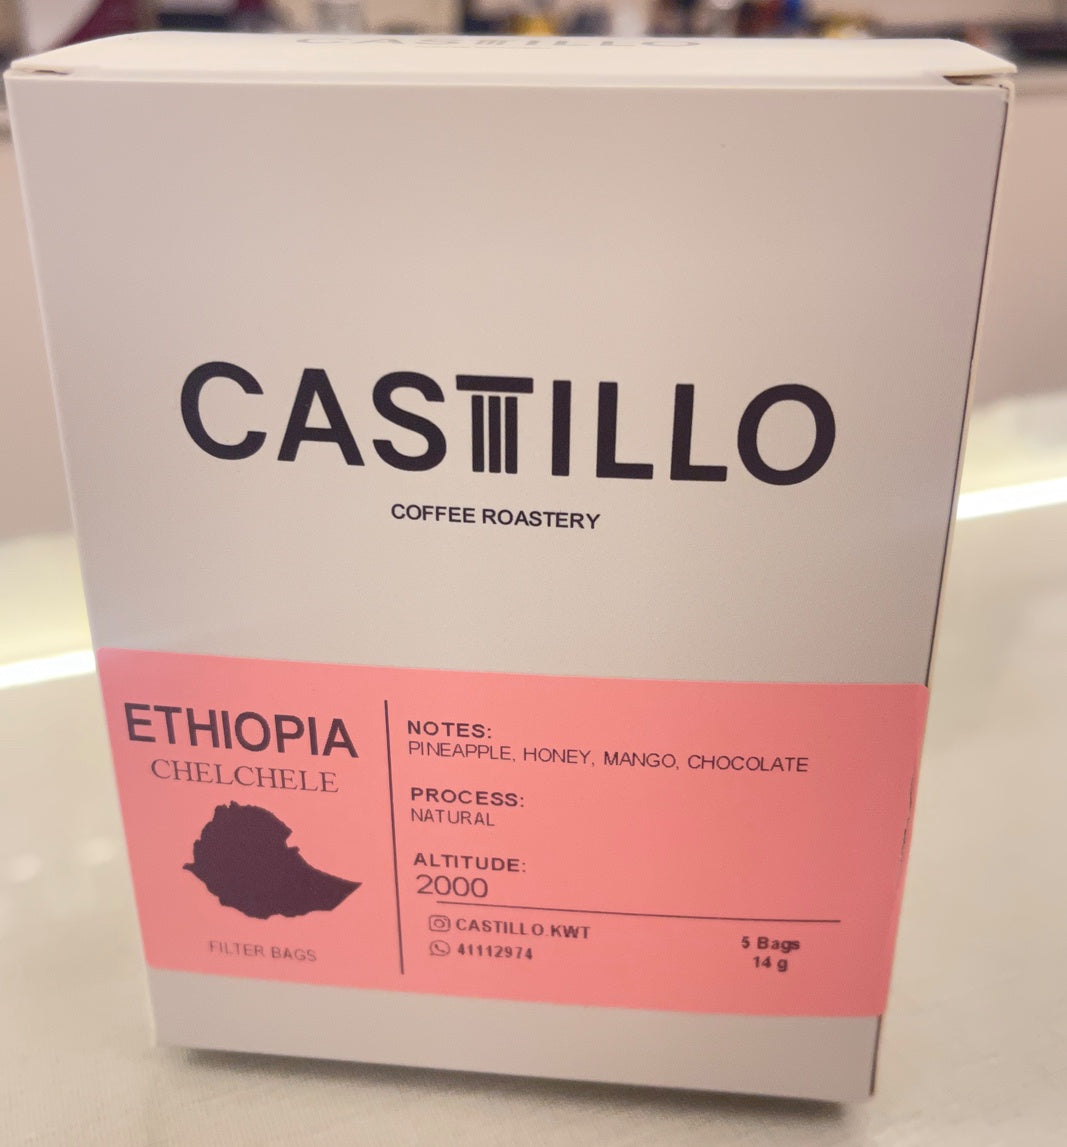 CASTILLO
CASTILLO
COFFEE ROASTERY
ETHIOPIA
CHELCHELE
FILTER BAGS
NOTES:
PINEAPPLE, HONEY, MANGO, CHOCOLATE
PROCESS:
NATURAL
ALTITUDE:
2000
CASTILLO.KWT
41112974
5 Bags
14 g